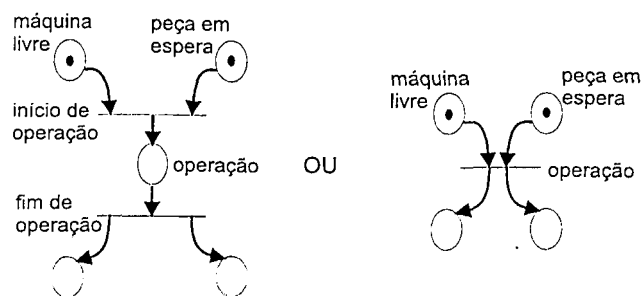 máquina
livre
peça em
espera
início de
operação
operação
fim de
operação
OU
máquina
livre
peça em
espera
operação